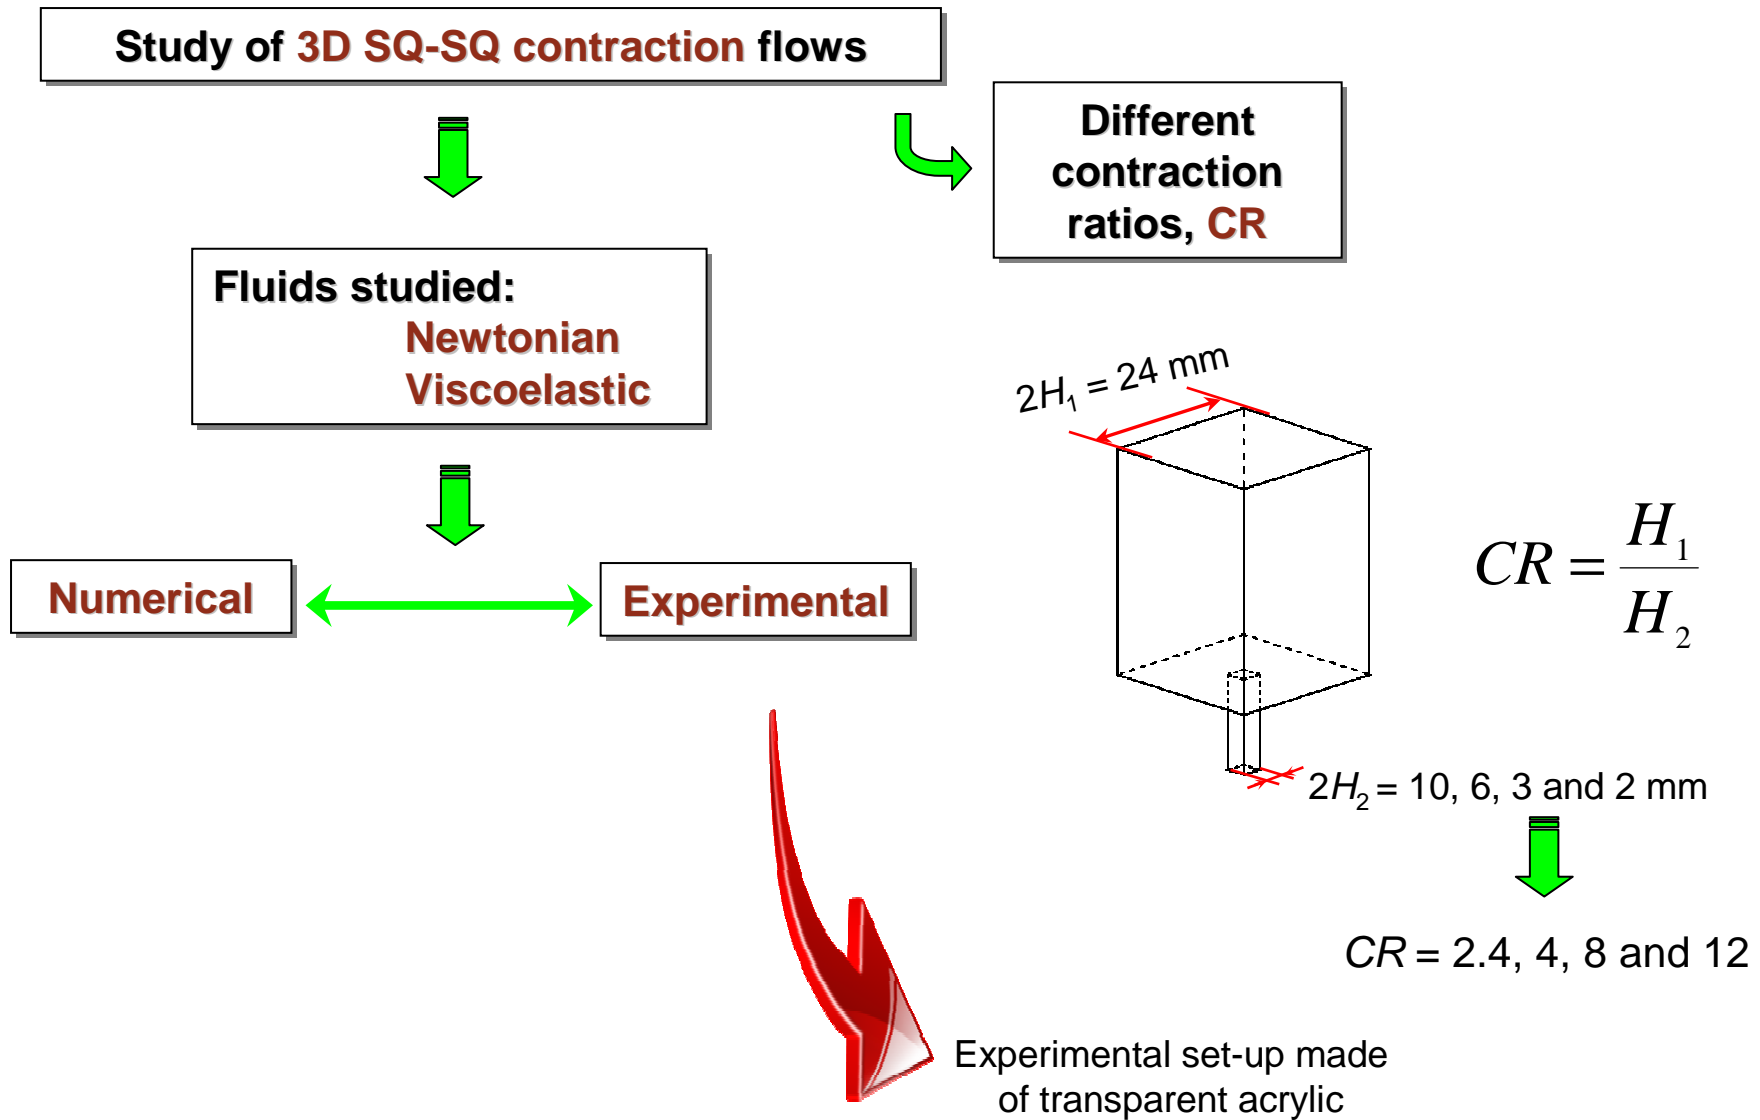 Study of 3D SQ-SQ contraction flows
Different
contraction
ratios, CR
Fluids studied:
Newtonian
Viscoelastic
Numerical
Experimental
2H₁ = 24 mm
CR = H₁ / H₂
2H₂ = 10, 6, 3 and 2 mm
CR = 2.4, 4, 8 and 12
Experimental set-up made
of transparent acrylic